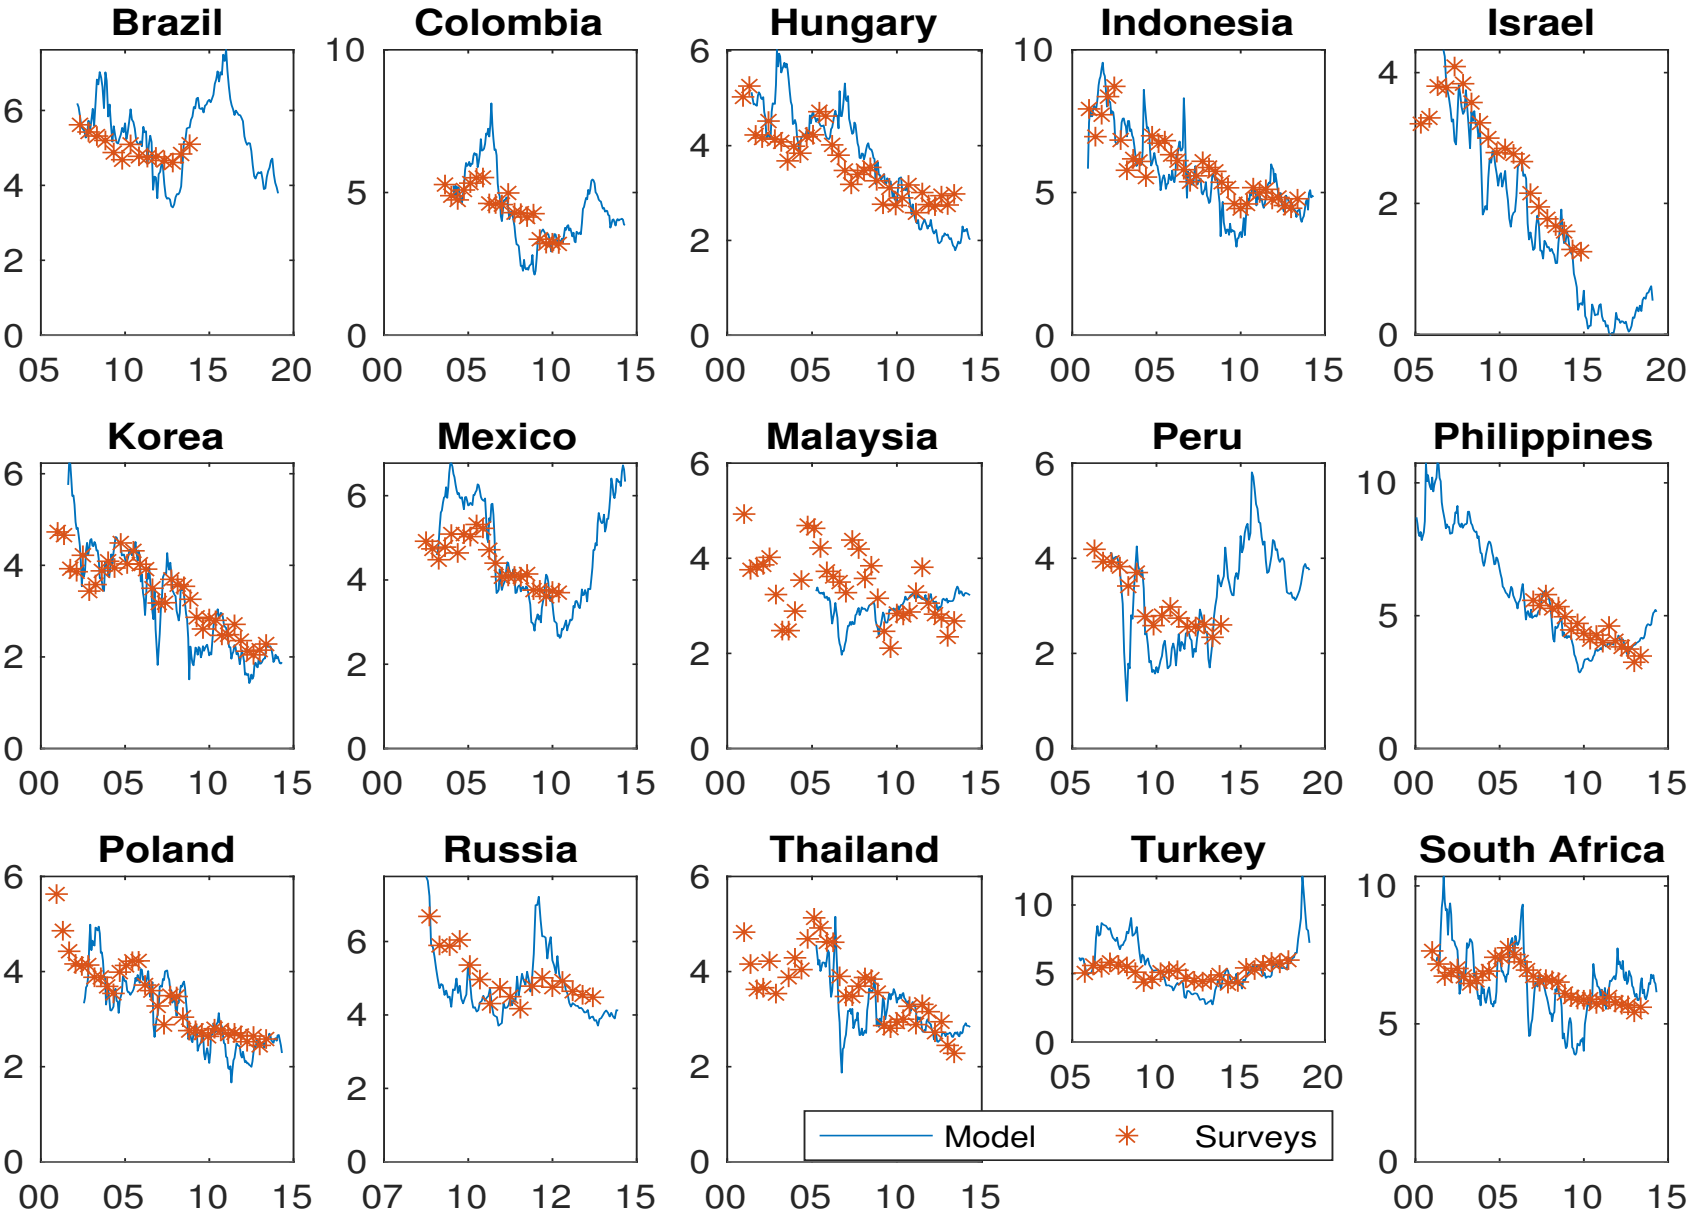 Brazil Colombia Hungary Indonesia Israel
6 4 2 0
05 10 15 20
10 5 0
00 05 10 15
6 4 2 0
00 05 10 15
10 5 0
00 05 10 15
4 2 0
05 10 15 20
Korea Mexico Malaysia Peru Philippines
6 4 2 0
00 05 10 15
6 4 2 0
00 05 10 15
6 4 2 0
00 05 10 15
6 4 2 0
05 10 15 20
10 5 0
00 05 10 15
Poland Russia Thailand Turkey South Africa
6 4 2 0
00 05 10 15
6 4 2 0
07 10 12 15
6 4 2 0
00 05 10 15
10 5 0
05 10 15 20
10 5 0
00 05 10 15
Model Surveys